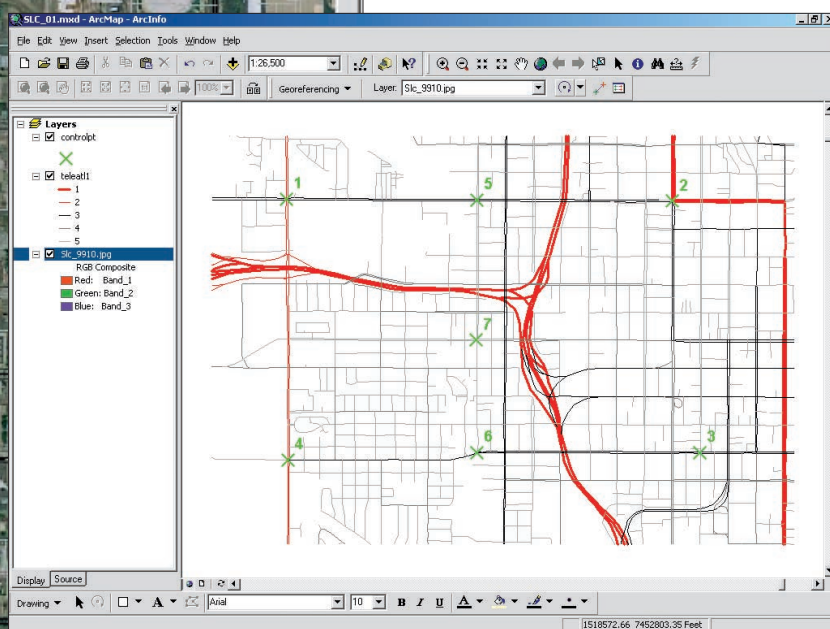 SLC_01.mxd - ArcMap - ArcInfo
File Edit View Insert Selection Tools Window Help
1:26,500
100% Georeferencing Layer: Slc_9910.jpg
Layers
controlpt
teleatl1
1
2
3
4
5
Slc_9910.jpg
RGB Composite
Red: Band_1
Green: Band_2
Blue: Band_3
1 5 2
7
4 6 3
Display Source
Drawing A Arial 10 B I U A
1518572.66 7452803.35 Feet